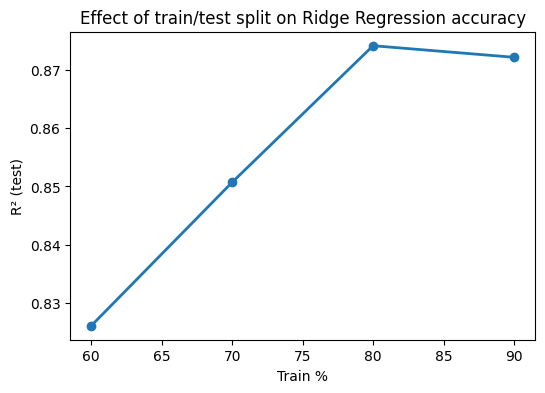 Effect of train/test split on Ridge Regression accuracy
0.87
0.86
0.85
0.84
0.83
R² (test)
60 65 70 75 80 85 90
Train %